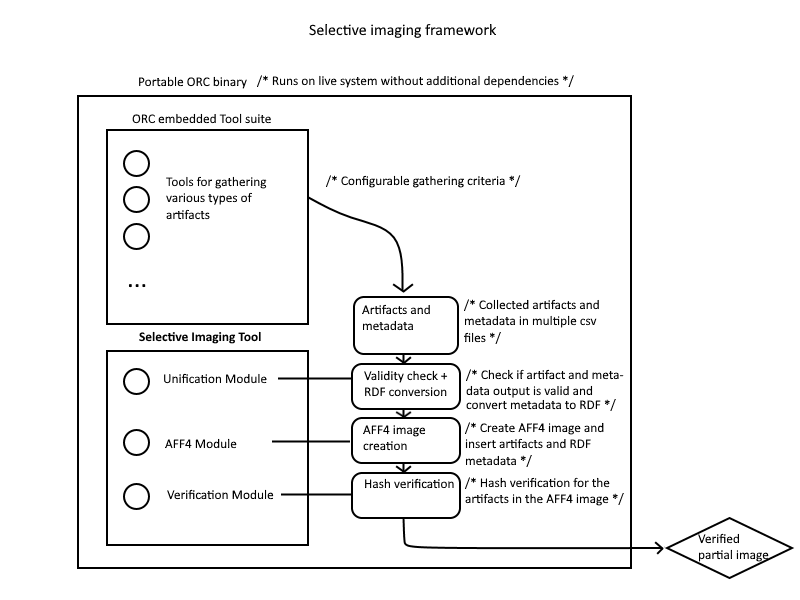 Selective imaging framework
Portable ORC binary /* Runs on live system without additional dependencies */
ORC embedded Tool suite
Tools for gathering
various types of
artifacts
...
/* Configurable gathering criteria */
Artifacts and
metadata
/* Collected artifacts and
metadata in multiple csv
files */
Selective Imaging Tool
Unification Module
Validity check +
RDF conversion
/* Check if artifact and meta-
data output is valid and
convert metadata to RDF */
AFF4 Module
AFF4 image
creation
/* Create AFF4 image and
insert artifacts and RDF
metadata */
Verification Module
Hash verification
/* Hash verification for the
artifacts in the AFF4 image */
Verified
partial image